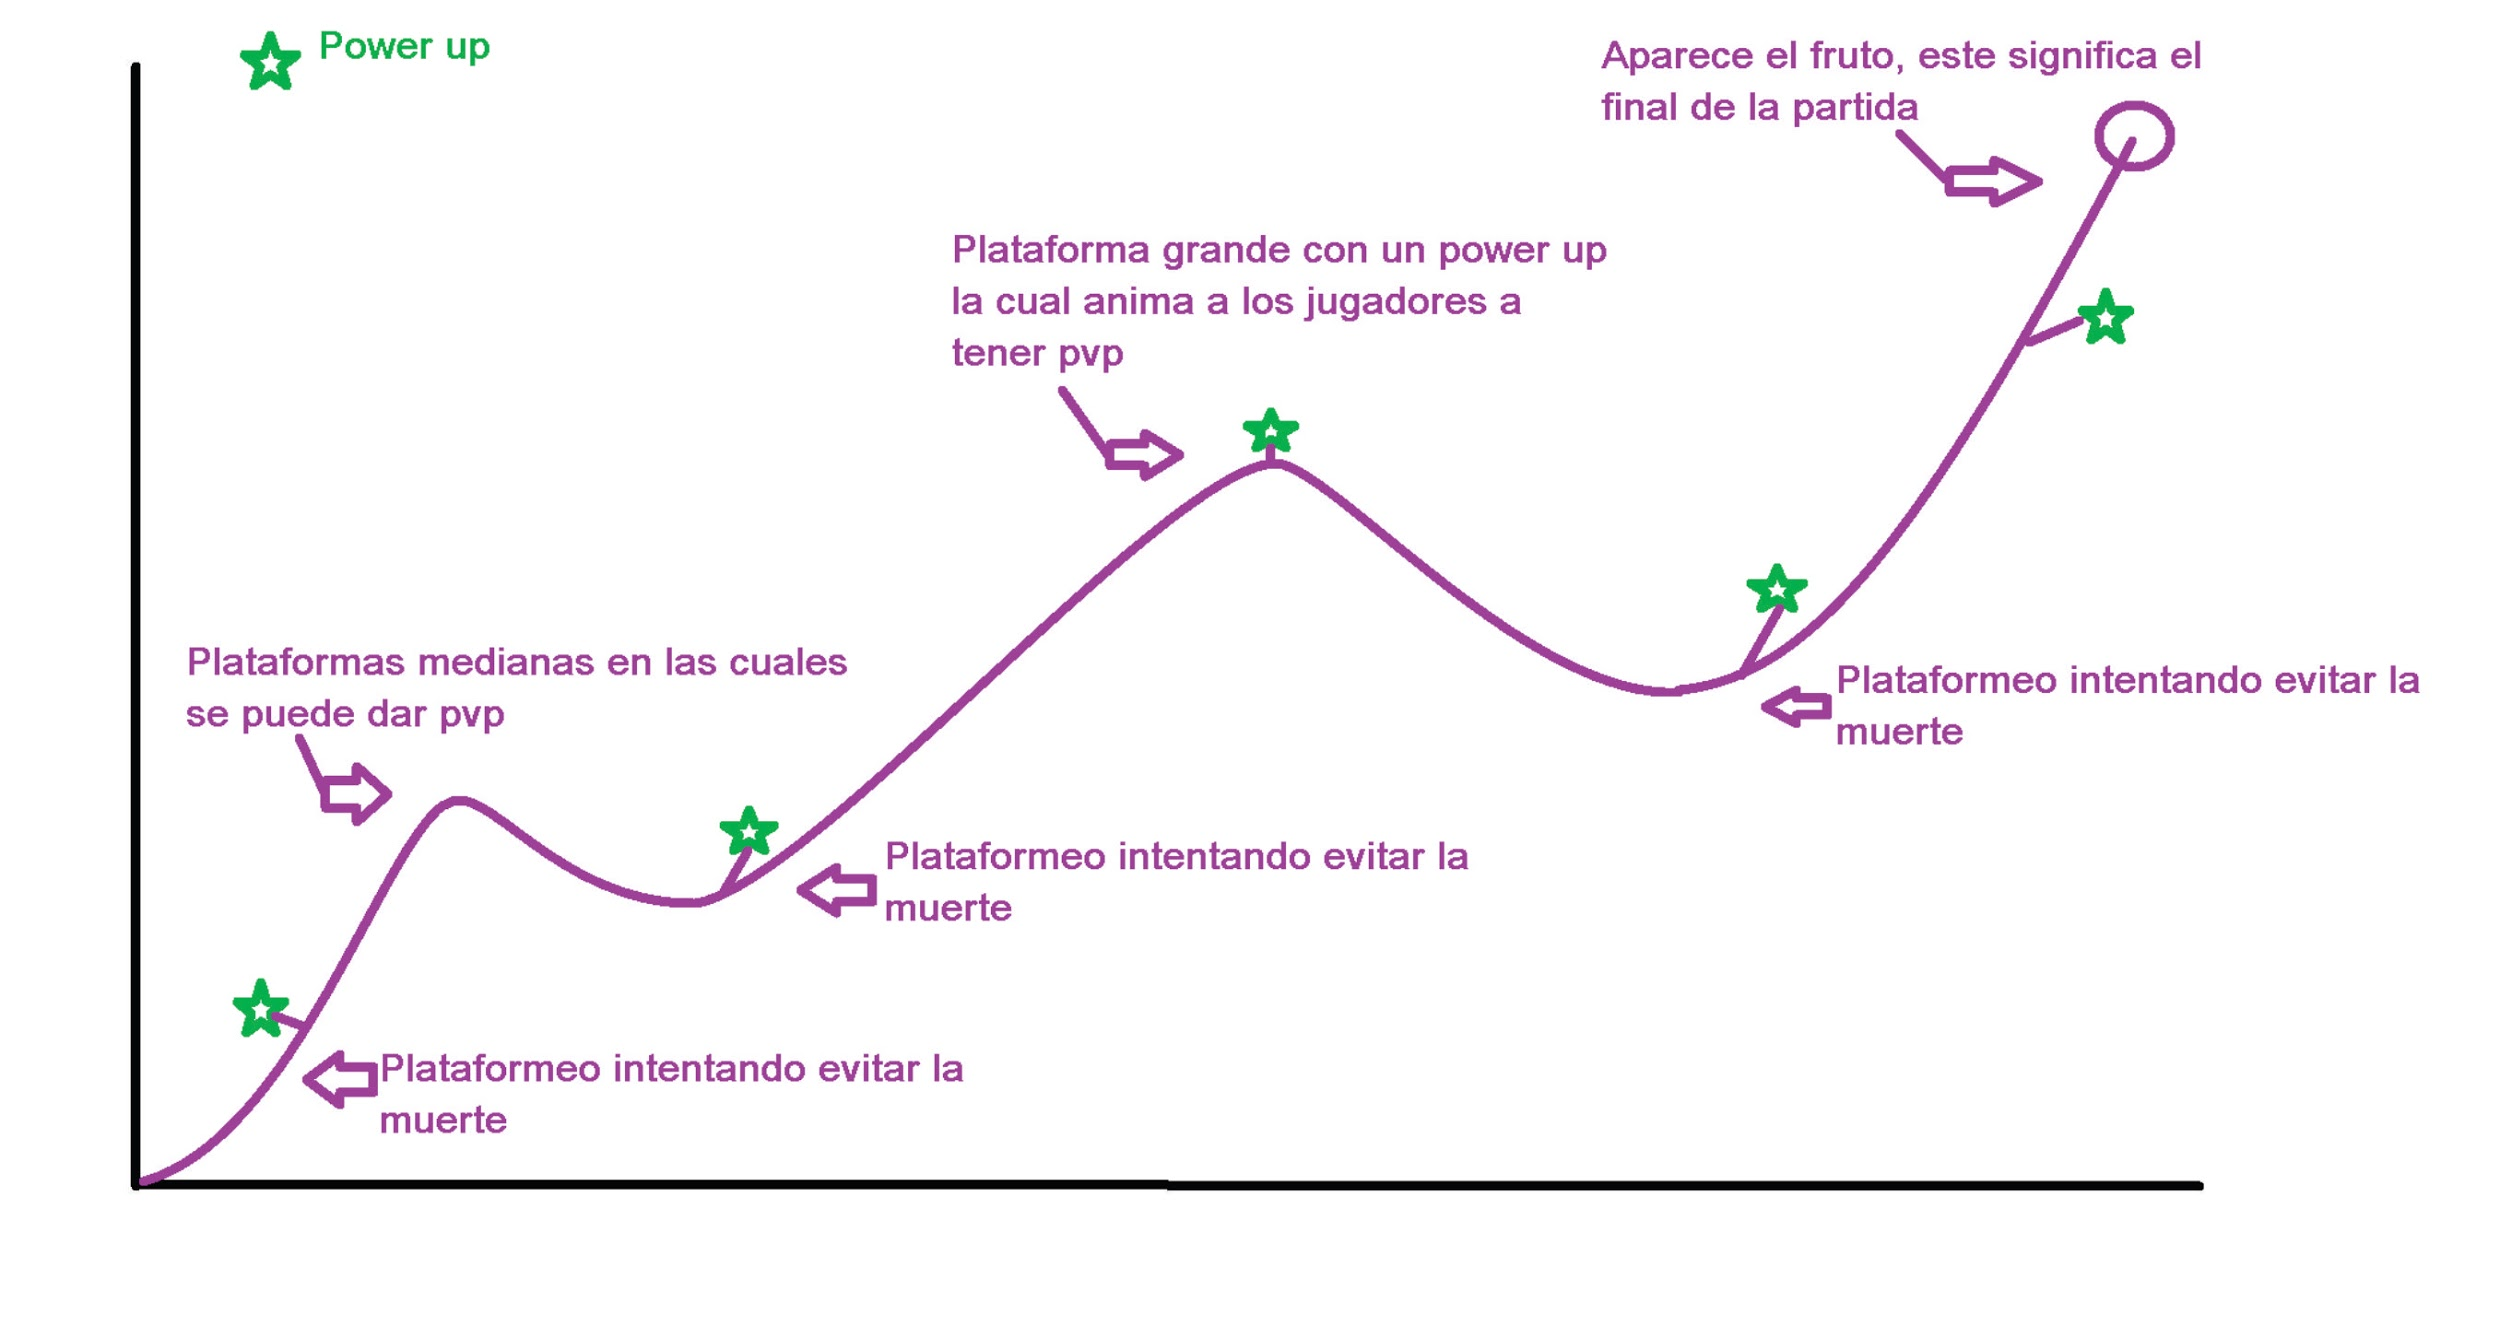 Power up
Aparece el fruto, este significa el
final de la partida
Plataforma grande con un power up
la cual anima a los jugadores a
tener pvp
Plataformas medianas en las cuales
se puede dar pvp
Plataformeo intentando evitar la
muerte
Plataformeo intentando evitar la
muerte
Plataformeo intentando evitar la
muerte